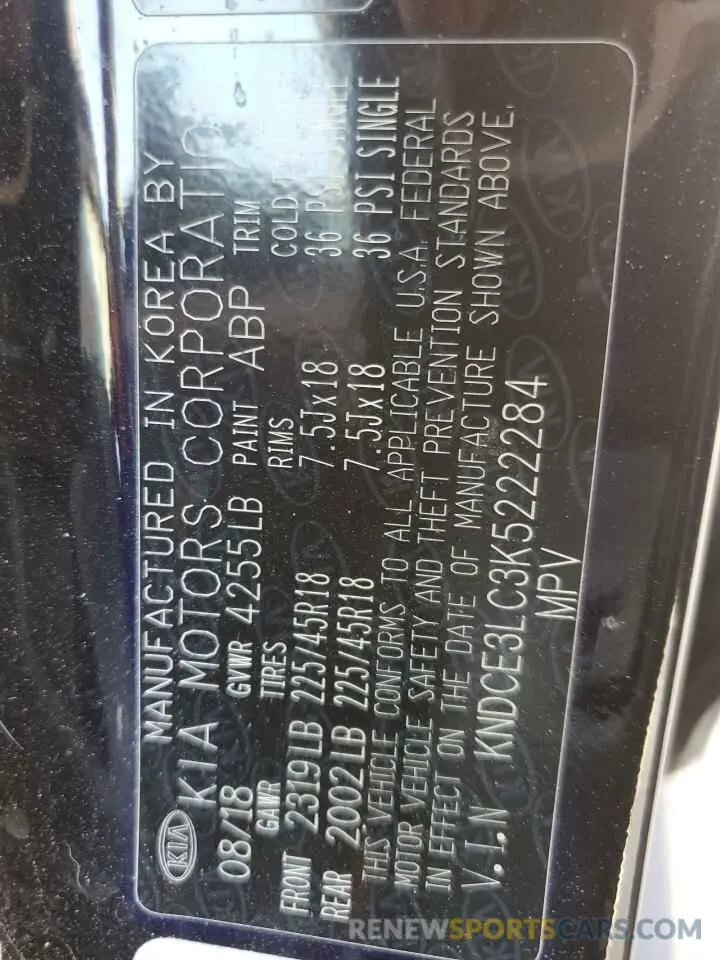 MANUFACTURED IN KOREA BY
KIA KIA MOTORS CORPORATIO
08/18 GVWR 4255LB PAINT ABP TRIM
GAWR TIRES RIMS COLD
FRONT 2319LB 225/45R18 7.5Jx18 36 PSI
REAR 2002LB 225/45R18 7.5Jx18 36 PSI SINGLE
THIS VEHICLE CONFORMS TO ALL APPLICABLE U.S.A. FEDERAL
MOTOR VEHICLE SAFETY AND THEFT PREVENTION STANDARDS
IN EFFECT ON THE DATE OF MANUFACTURE SHOWN ABOVE.
V.I.N KNDCE3LC3K5222284
MPV
RENEWSPORTSCARS.COM